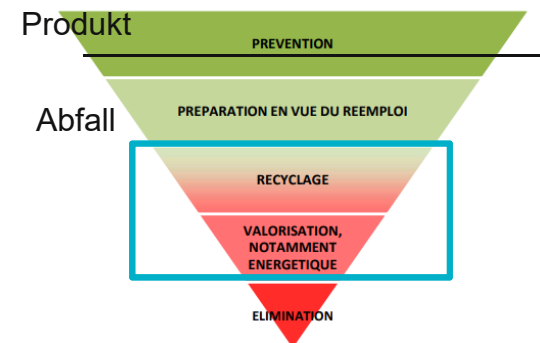 Produkt
PREVENTION
Abfall
PREPARATION EN VUE DU REEMPLOI
RECYCLAGE
VALORISATION,
NOTAMMENT
ENERGETIQUE
ELIMINATION